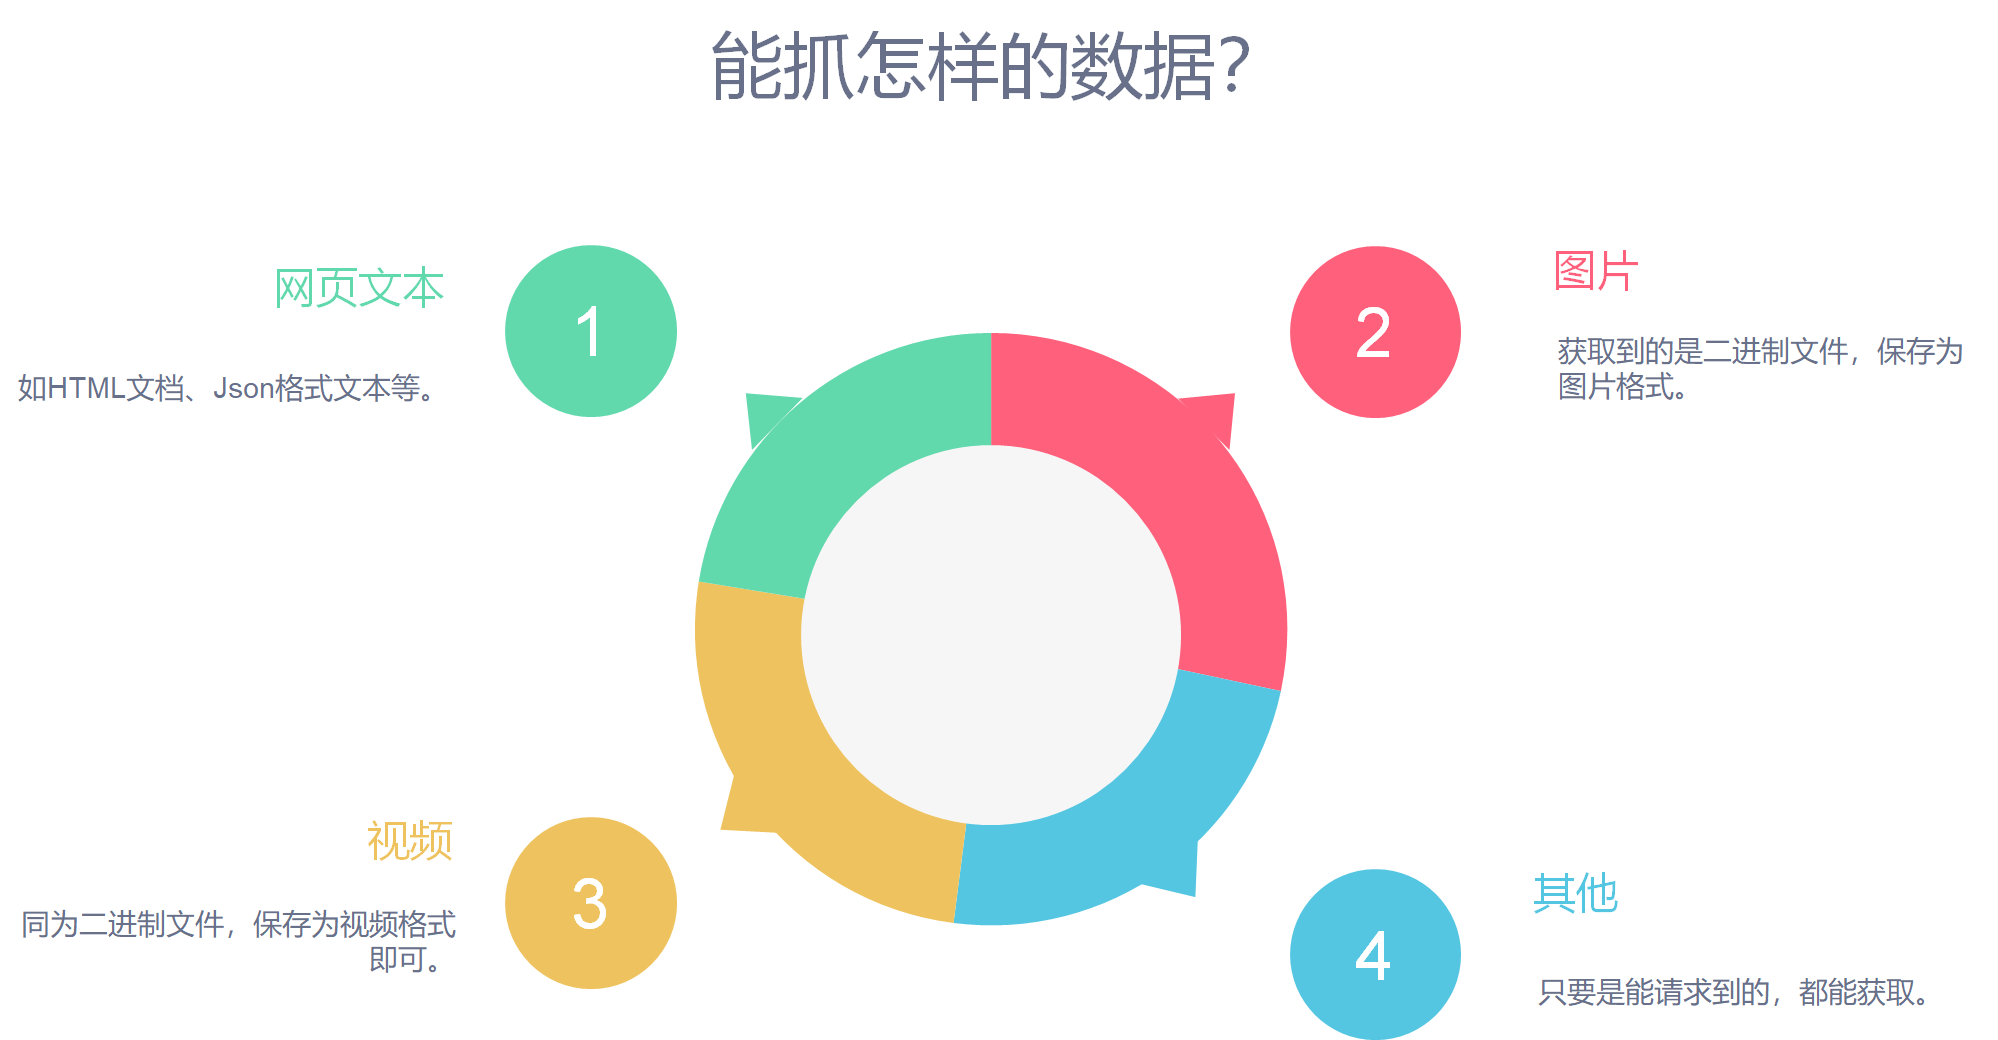 能抓怎样的数据?
网页文本
1
如HTML文档、Json格式文本等。
2
图片
获取到的是二进制文件，保存为
图片格式。
视频
3
同为二进制文件，保存为视频格式
即可。
其他
4
只要是能请求到的，都能获取。